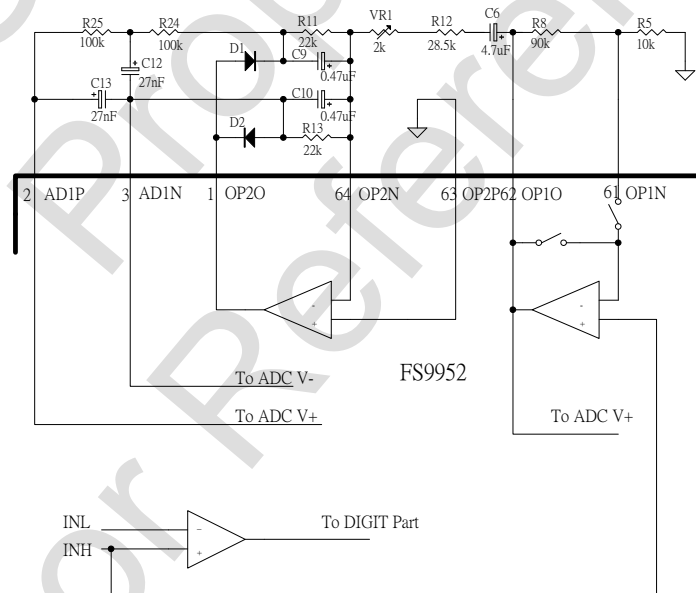 R25
100k
R24
100k
R11
22k
VR1
2k
R12
28.5k
C6
+
4.7uF
R8
90k
R5
10k
D1
C9
+
0.47uF
C12
+
27nF
C13
+
27nF
C10
+
0.47uF
D2
R13
22k
2 AD1P
3 AD1N
1 OP2O
64 OP2N
63 OP2P
62 OP1O
61 OP1N
-
+
-
+
FS9952
To ADC V-
To ADC V+
To ADC V+
INL
INH
-
+
To DIGIT Part
Prop
or Refere